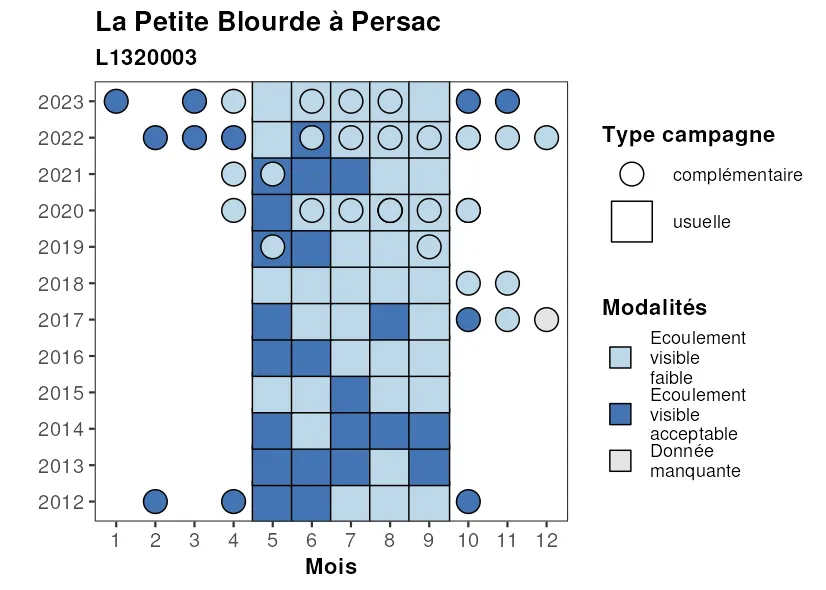 La Petite Blourde à Persac
L1320003
2023
2022
2021
2020
2019
2018
2017
2016
2015
2014
2013
2012
1 2 3 4 5 6 7 8 9 10 11 12
Mois
Type campagne
complémentaire
usuelle
Modalités
Ecoulement
visible
faible
Ecoulement
visible
acceptable
Donnée
manquante